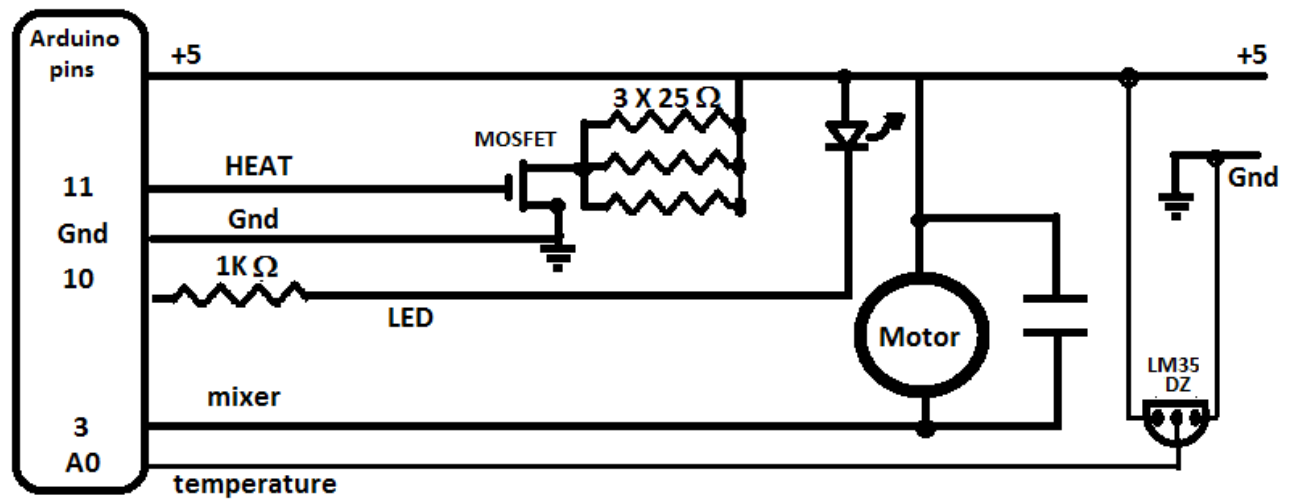 Arduino
pins
+5
+5
3 X 25 Ω
MOSFET
HEAT
11
Gnd
Gnd
Gnd
10
1K Ω
LED
Motor
LM35
DZ
mixer
3
A0
temperature